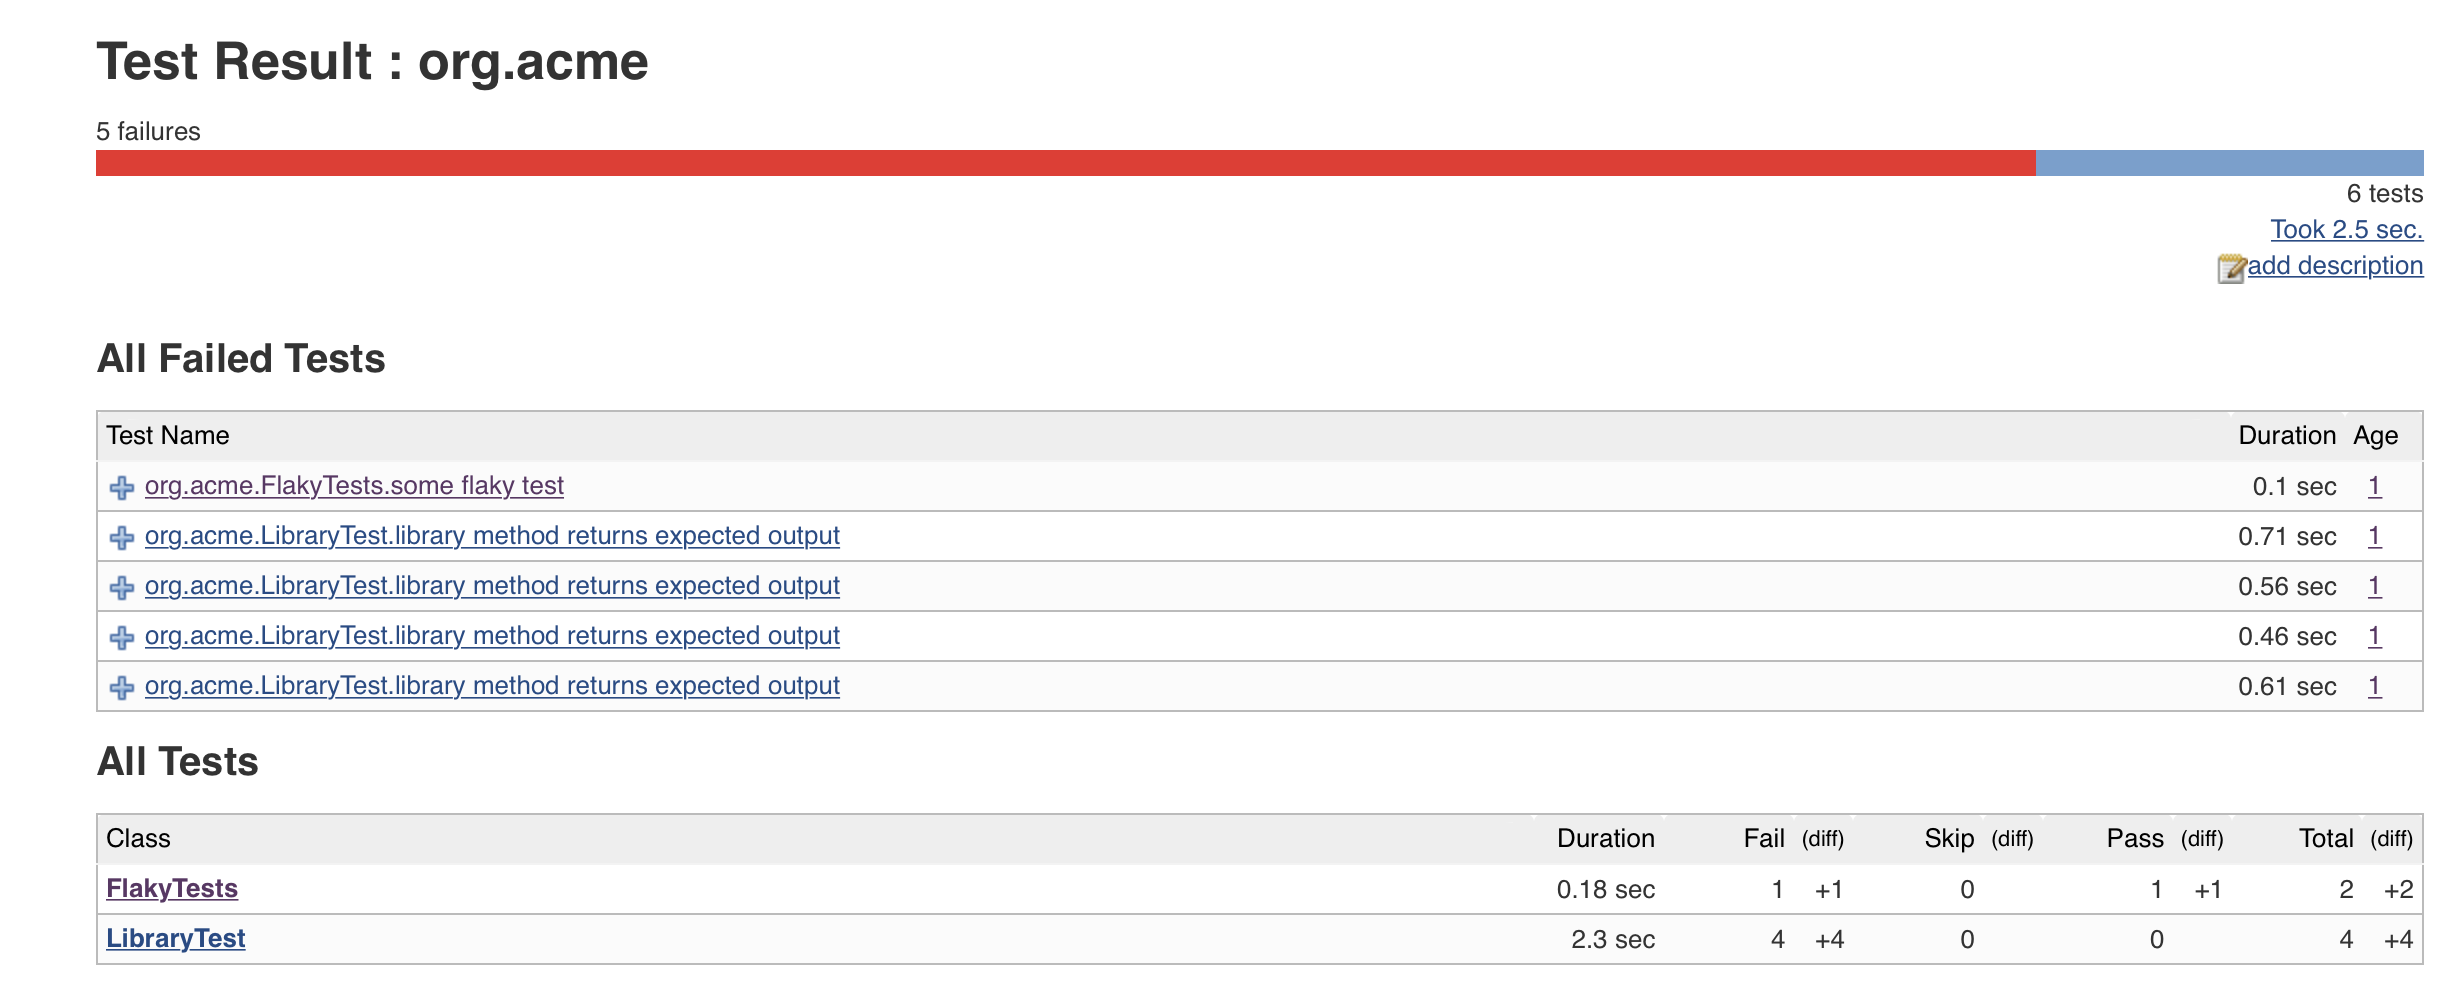 Test Result : org.acme
5 failures
6 tests
Took 2.5 sec.
add description
All Failed Tests
Test Name Duration Age
org.acme.FlakyTests.some flaky test 0.1 sec 1
org.acme.LibraryTest.library method returns expected output 0.71 sec 1
org.acme.LibraryTest.library method returns expected output 0.56 sec 1
org.acme.LibraryTest.library method returns expected output 0.46 sec 1
org.acme.LibraryTest.library method returns expected output 0.61 sec 1
All Tests
Class Duration Fail (diff) Skip (diff) Pass (diff) Total (diff)
FlakyTests 0.18 sec 1 +1 0 1 +1 2 +2
LibraryTest 2.3 sec 4 +4 0 0 4 +4